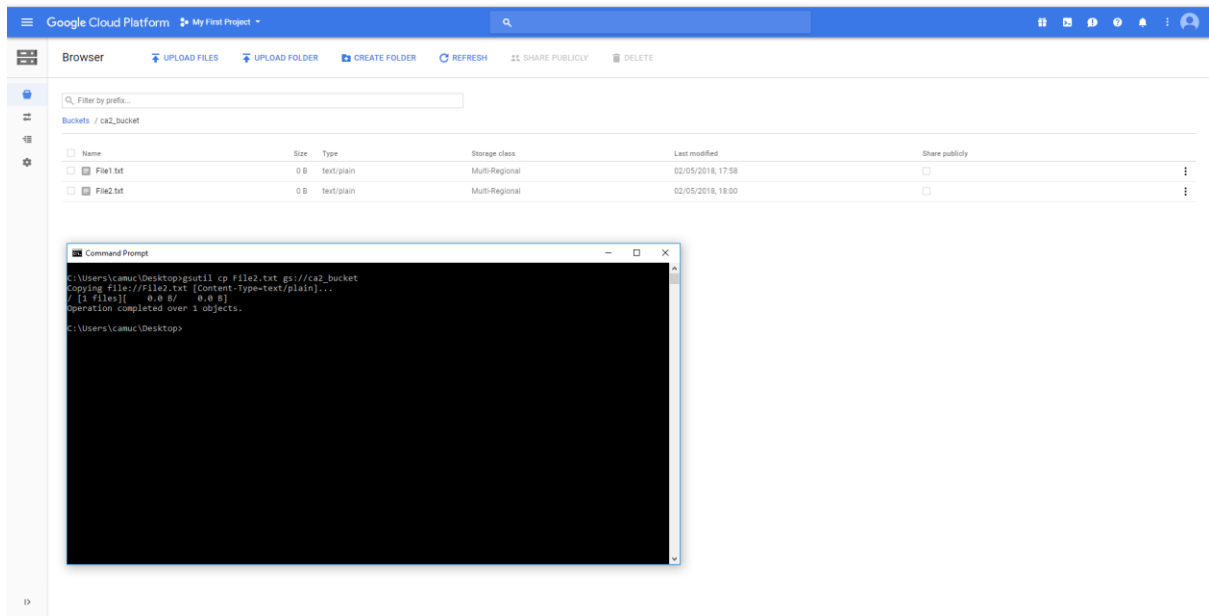 Google Cloud Platform My First Project
Browser UPLOAD FILES UPLOAD FOLDER CREATE FOLDER REFRESH SHARE PUBLICLY DELETE
Filter by prefix...
Buckets / ca2_bucket
Name Size Type Storage class Last modified Share publicly
File1.txt 0 B text/plain Multi-Regional 02/05/2018, 17:58
File2.txt 0 B text/plain Multi-Regional 02/05/2018, 18:00
Command Prompt
C:\Users\camuc\Desktop>gsutil cp File2.txt gs://ca2_bucket
Copying file://File2.txt [Content-Type=text/plain]...
/ [1 files][    0.0 B/    0.0 B]
Operation completed over 1 objects.
C:\Users\camuc\Desktop>